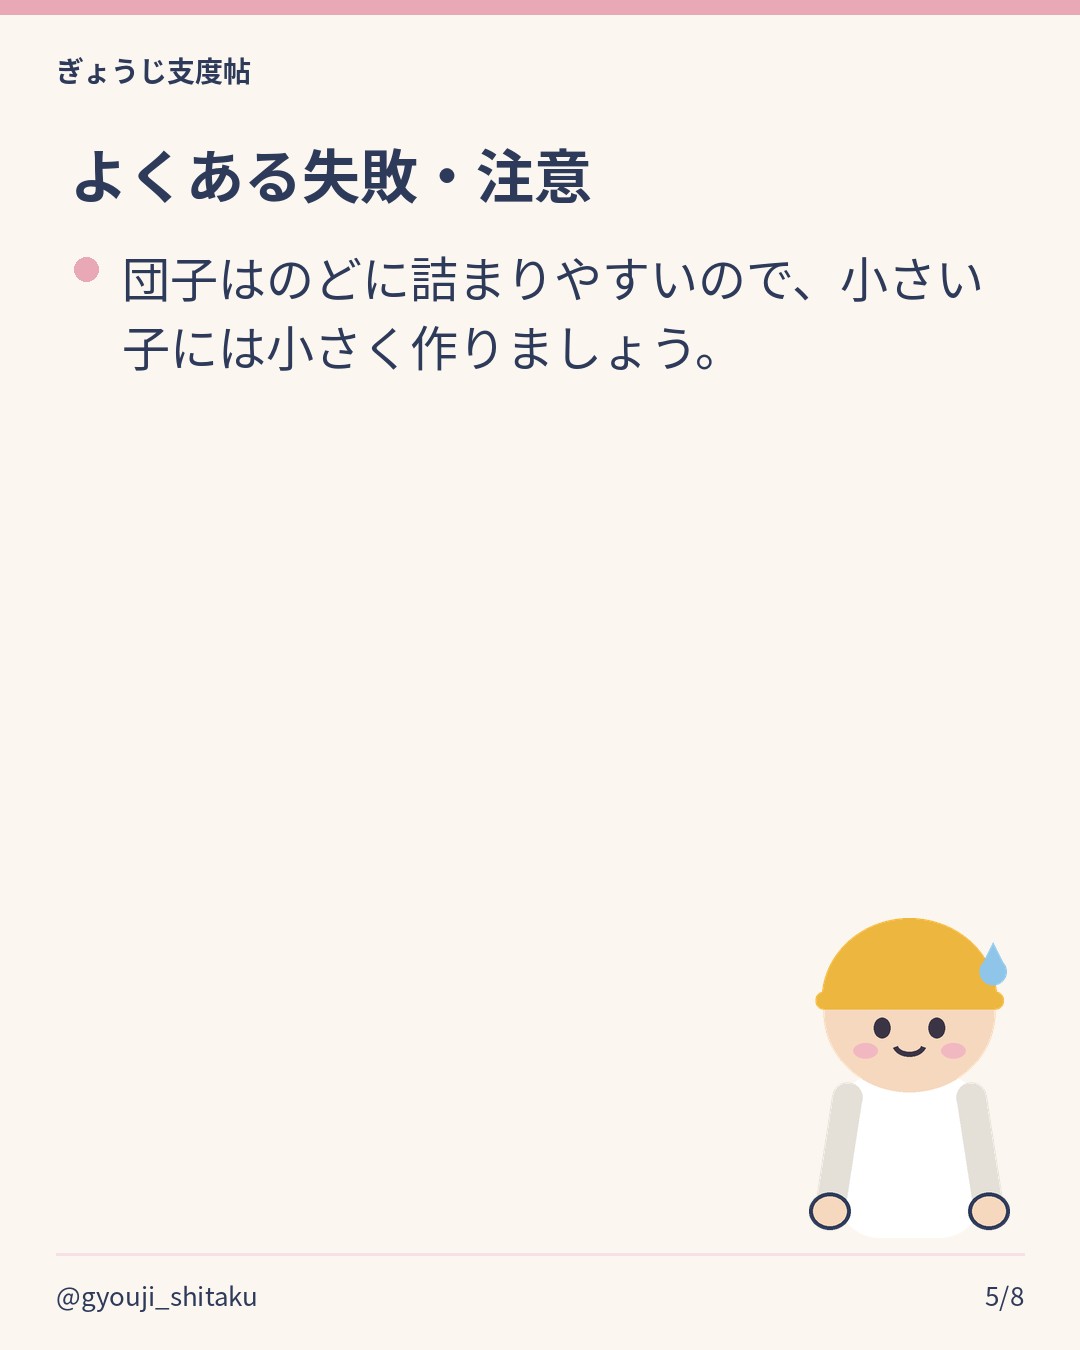 ぎょうじ支度帖
よくある失敗・注意
団子はのどに詰まりやすいので、小さい
子には小さく作りましょう。
@gyouji_shitaku
5/8